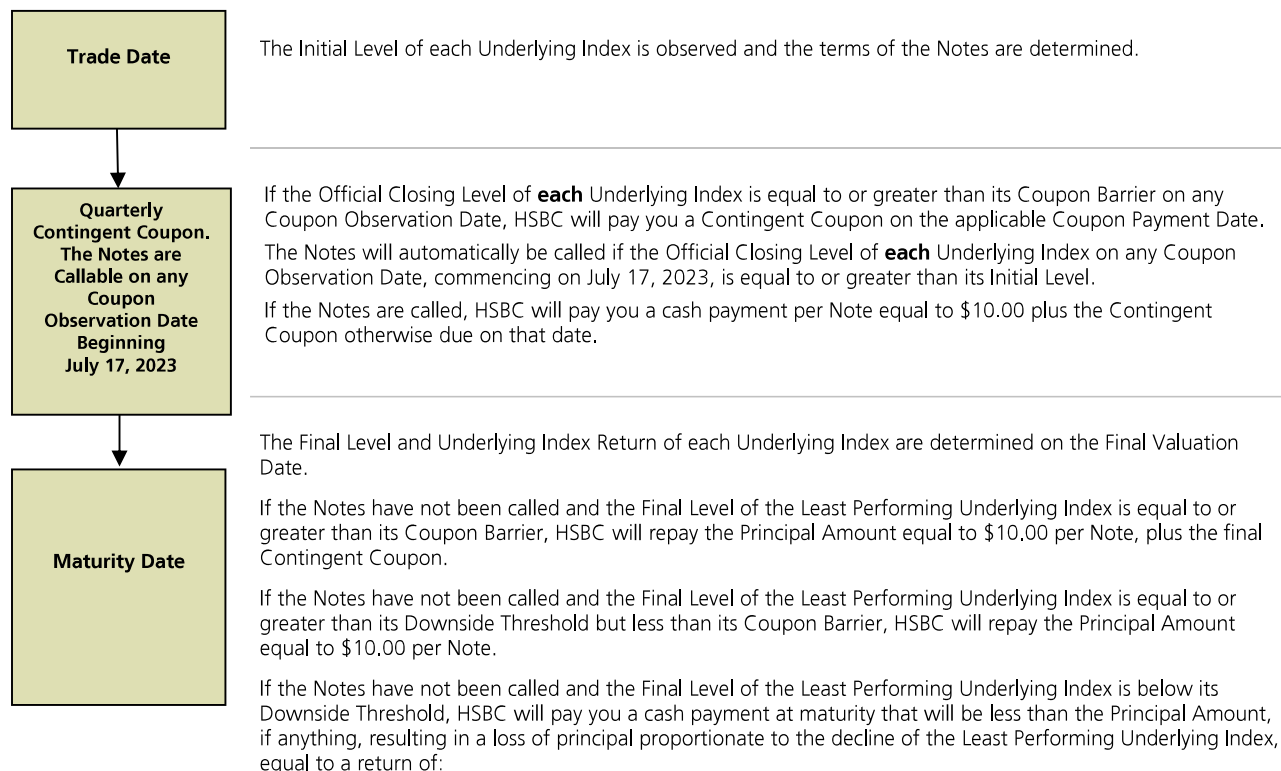 Trade Date
The Initial Level of each Underlying Index is observed and the terms of the Notes are determined.
Quarterly
Contingent Coupon.
The Notes are
Callable on any
Coupon
Observation Date
Beginning
July 17, 2023
If the Official Closing Level of each Underlying Index is equal to or greater than its Coupon Barrier on any
Coupon Observation Date, HSBC will pay you a Contingent Coupon on the applicable Coupon Payment Date.
The Notes will automatically be called if the Official Closing Level of each Underlying Index on any Coupon
Observation Date, commencing on July 17, 2023, is equal to or greater than its Initial Level.
If the Notes are called, HSBC will pay you a cash payment per Note equal to $10.00 plus the Contingent
Coupon otherwise due on that date.
Maturity Date
The Final Level and Underlying Index Return of each Underlying Index are determined on the Final Valuation
Date.
If the Notes have not been called and the Final Level of the Least Performing Underlying Index is equal to or
greater than its Coupon Barrier, HSBC will repay the Principal Amount equal to $10.00 per Note, plus the final
Contingent Coupon.
If the Notes have not been called and the Final Level of the Least Performing Underlying Index is equal to or
greater than its Downside Threshold but less than its Coupon Barrier, HSBC will repay the Principal Amount
equal to $10.00 per Note.
If the Notes have not been called and the Final Level of the Least Performing Underlying Index is below its
Downside Threshold, HSBC will pay you a cash payment at maturity that will be less than the Principal Amount,
if anything, resulting in a loss of principal proportionate to the decline of the Least Performing Underlying Index,
equal to a return of: